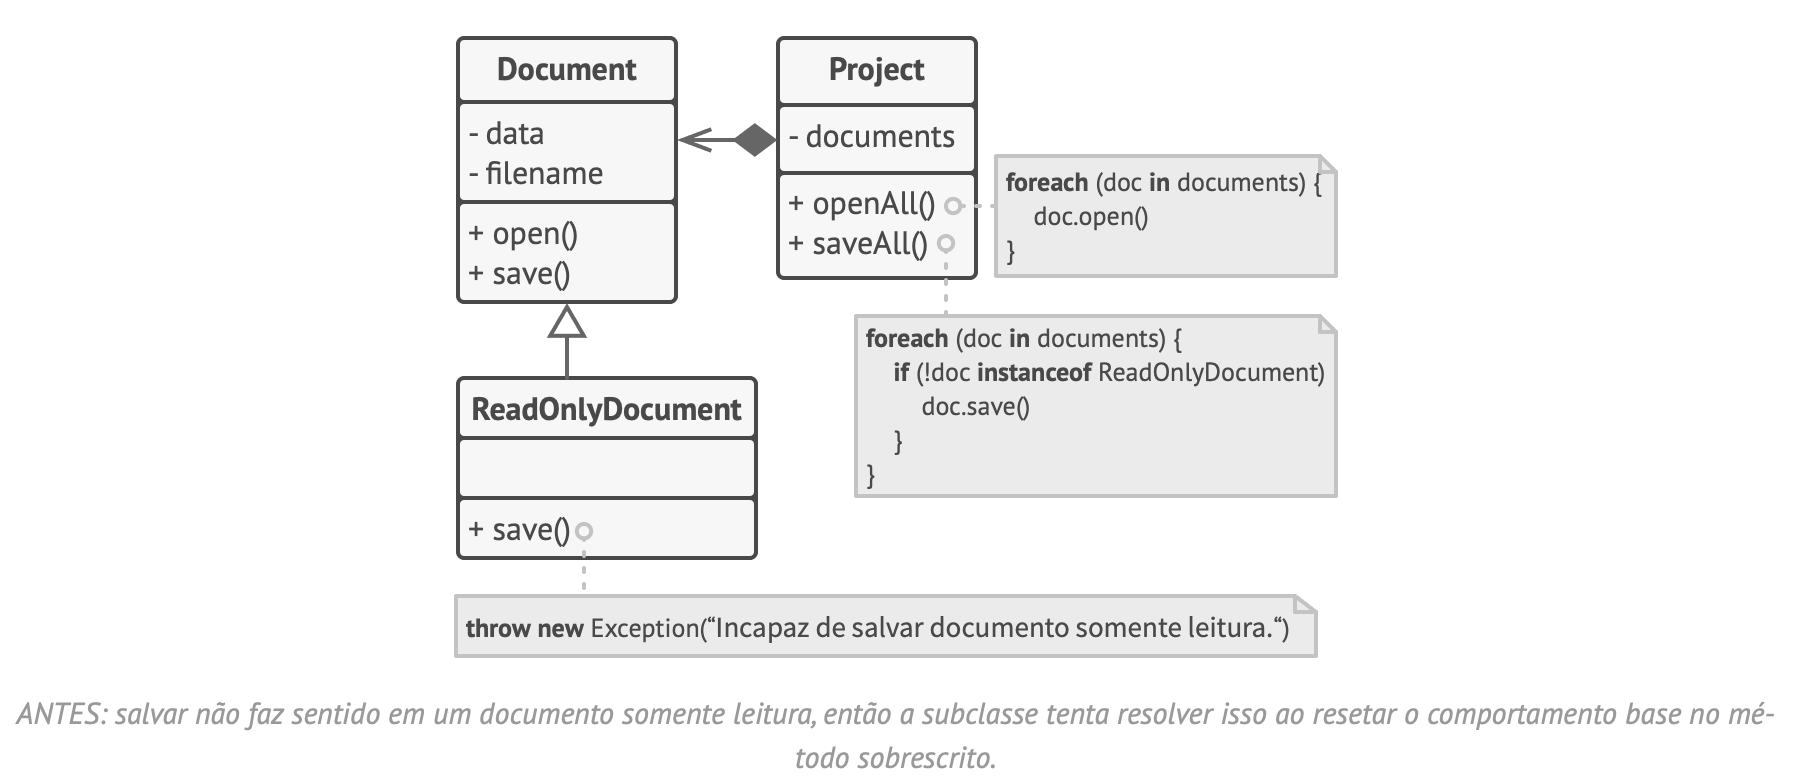 Document
- data
- filename
+ open()
+ save()
Project
- documents
+ openAll()
+ saveAll()
foreach (doc in documents) {
doc.open()
}
foreach (doc in documents) {
if (!doc instanceof ReadOnlyDocument)
doc.save()
}
}
ReadOnlyDocument
+ save()
throw new Exception(“Incapaz de salvar documento somente leitura.“)
ANTES: salvar não faz sentido em um documento somente leitura, então a subclasse tenta resolver isso ao resetar o comportamento base no mé-
todo sobrescrito.